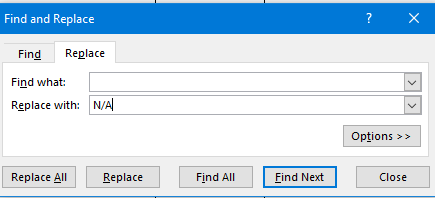 Find and Replace ? ×
Find Replace
Find what:
Replace with: N/A
Options >>
Replace All Replace Find All Find Next Close